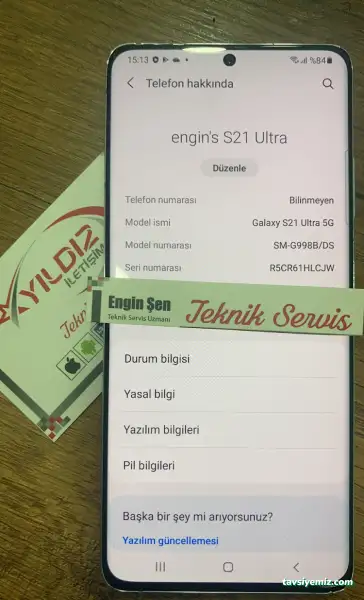 15:13
%84
Telefon hakkında
engin's S21 Ultra
Düzenle
Telefon numarası Bilinmeyen
Model ismi Galaxy S21 Ultra 5G
Model numarası SM-G998B/DS
Seri numarası R5CR61HLCJW
YILDIZ
İLETİŞİM
Engin Şen
Teknik Servis Uzmanı
Teknik Servis
Durum bilgisi
Yasal bilgi
Yazılım bilgileri
Pil bilgileri
Başka bir şey mi arıyorsunuz?
Yazılım güncellemesi
tavsiyemiz.com